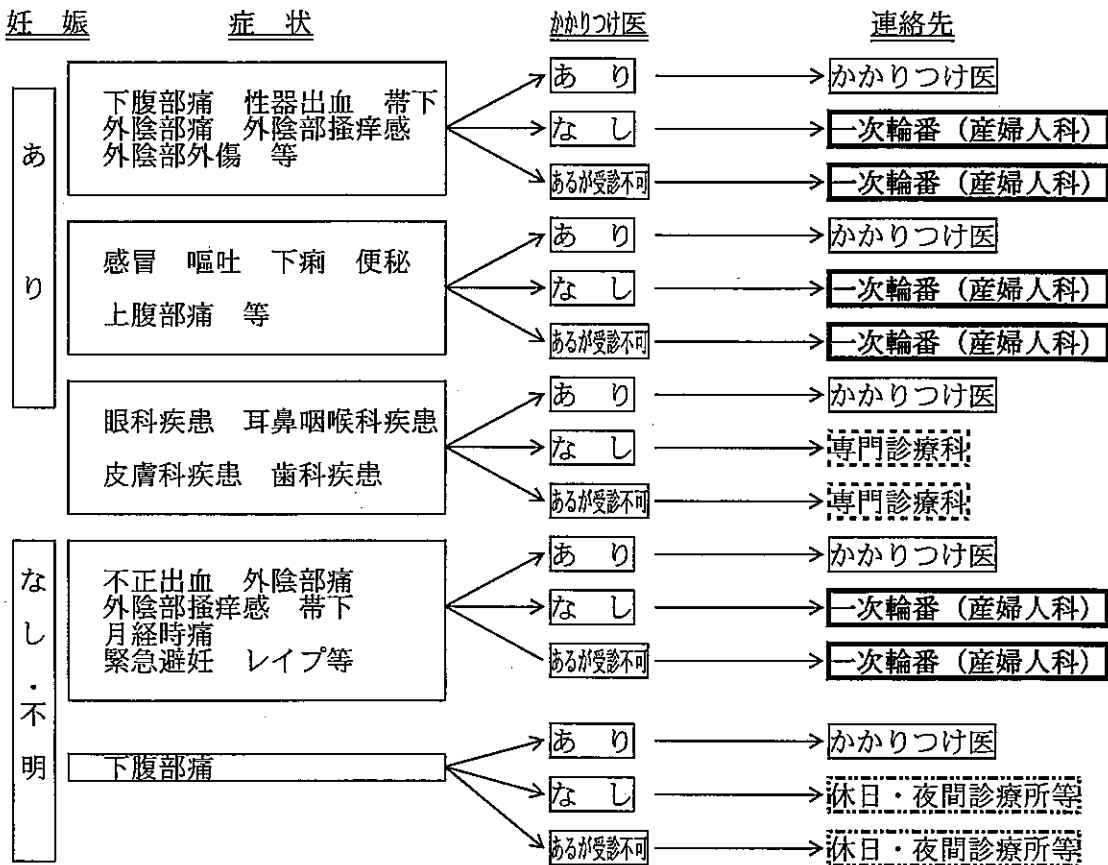 妊　娠　症　状　かかりつけ医　連絡先
あり
下腹部痛　性器出血　帯下
外陰部痛　外陰部掻痒感
外陰部外傷　等
あ　り　かかりつけ医
な　し　一次輪番（産婦人科）
あるが受診不可　一次輪番（産婦人科）
感冒　嘔吐　下痢　便秘
上腹部痛　等
あ　り　かかりつけ医
な　し　一次輪番（産婦人科）
あるが受診不可　一次輪番（産婦人科）
眼科疾患　耳鼻咽喉科疾患
皮膚科疾患　歯科疾患
あ　り　かかりつけ医
な　し　専門診療科
あるが受診不可　専門診療科
なし・不明
不正出血　外陰部痛
外陰部掻痒感　帯下
月経時痛
緊急避妊　レイプ等
あ　り　かかりつけ医
な　し　一次輪番（産婦人科）
あるが受診不可　一次輪番（産婦人科）
下腹部痛
あ　り　かかりつけ医
な　し　休日・夜間診療所等
あるが受診不可　休日・夜間診療所等